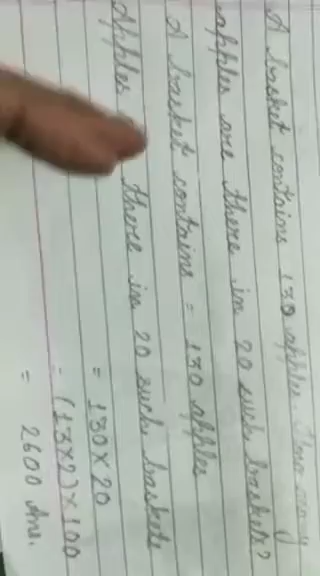 A basket contains 130 apples. How many
apples are there in 20 such baskets?
A basket contains = 130 apples
Apples there in 20 such baskets
= 130 × 20
= (13×2)×100
= 2600 Ans.